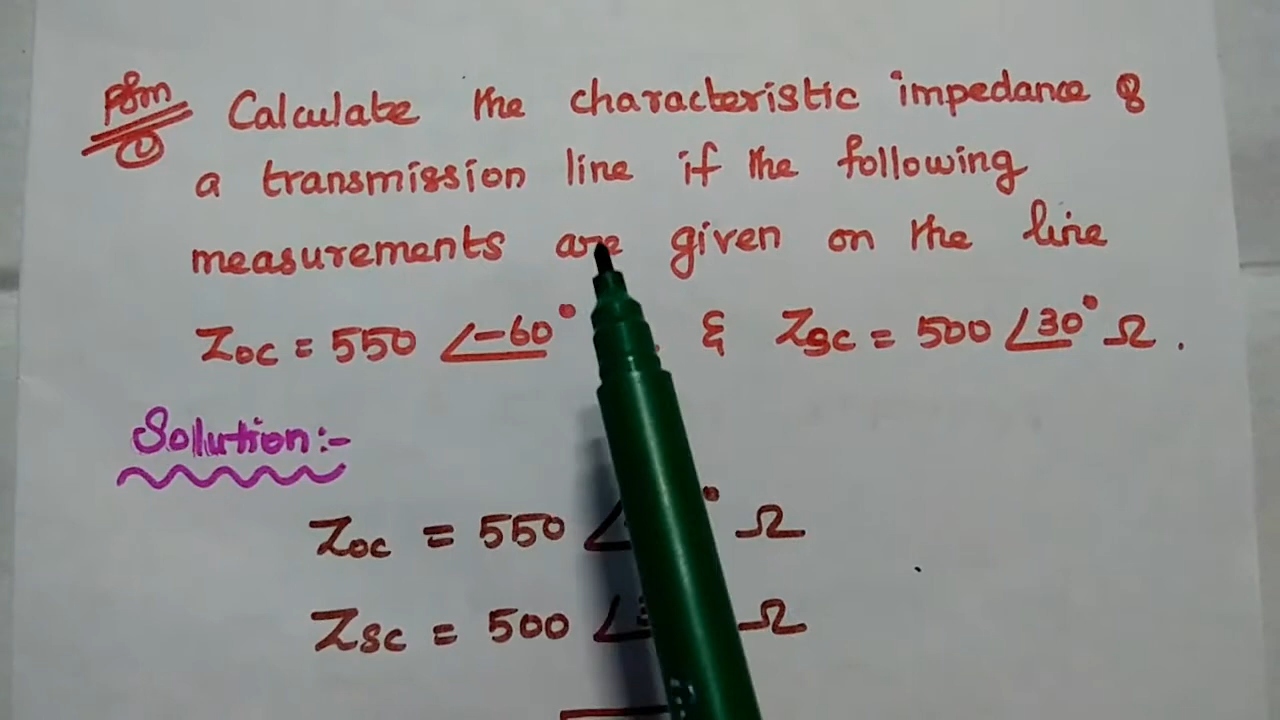 Pbm
1
Calculate the characteristic impedance of
a transmission line if the following
measurements are given on the line
Zoc = 550 ∠-60° & Zsc = 500 ∠30° Ω .
Solution:-
Zoc = 550 ∠ ° Ω
Zsc = 500 ∠ Ω